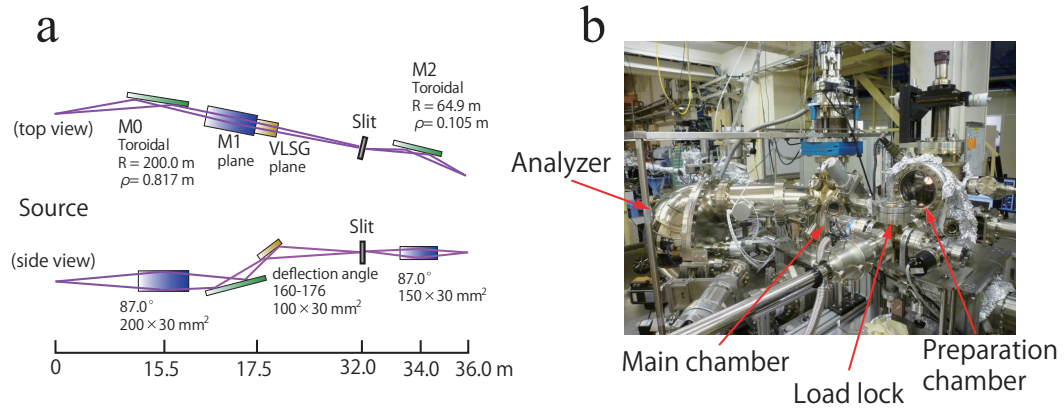 a
(top view)
M0
Toroidal
R = 200.0 m
ρ= 0.817 m
M1
plane
VLSG
plane
Slit
M2
Toroidal
R = 64.9 m
ρ= 0.105 m
Source
(side view)
87.0°
200 × 30 mm²
deflection angle
160-176
100 × 30 mm²
Slit
87.0°
150 × 30 mm²
0 15.5 17.5 32.0 34.0 36.0 m
b
Analyzer
Main chamber
Load lock
Preparation
chamber